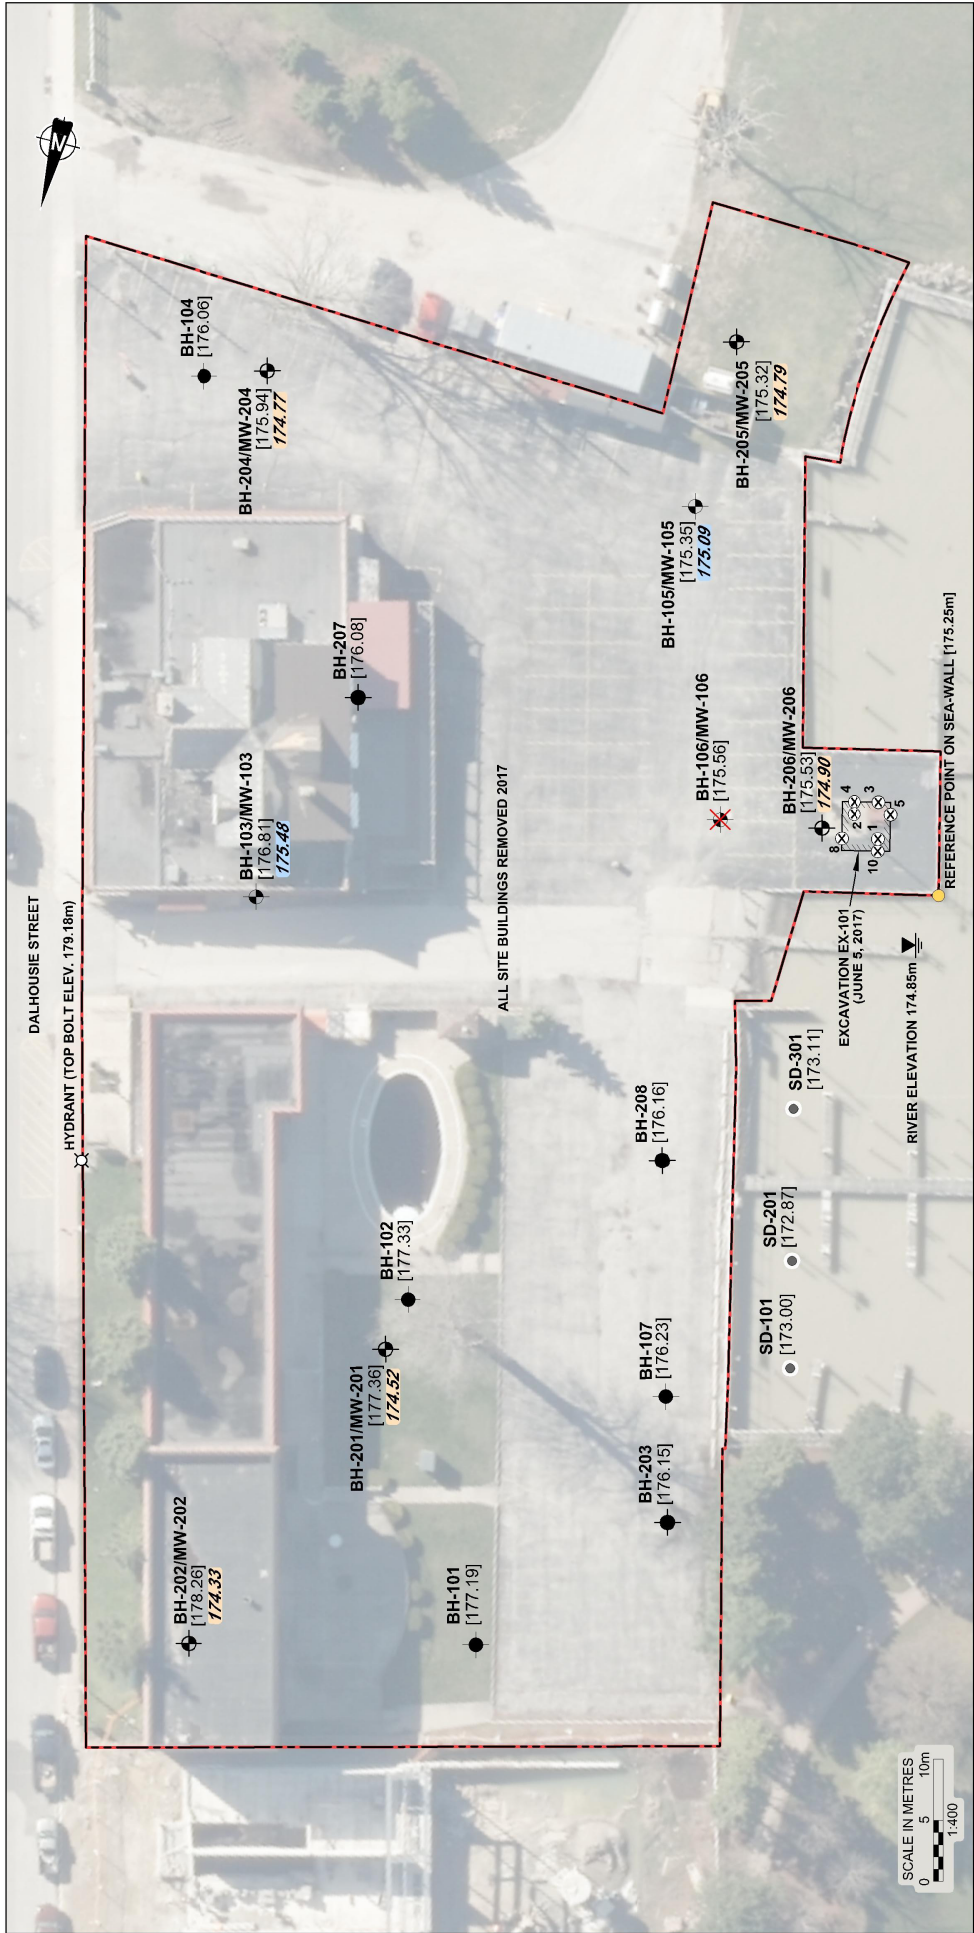 N
DALHOUSIE STREET
HYDRANT (TOP BOLT ELEV. 179.18m)
BH-202/MW-202
[178.26]
174.33
BH-104
[176.06]
BH-204/MW-204
[175.94]
174.77
BH-103/MW-103
[176.81]
175.48
BH-207
[176.08]
BH-201/MW-201
[177.36]
174.52
BH-102
[177.33]
BH-101
[177.19]
ALL SITE BUILDINGS REMOVED 2017
BH-203
[176.15]
BH-107
[176.23]
BH-208
[176.16]
BH-106/MW-106
[175.56]
BH-105/MW-105
[175.35]
175.09
BH-205/MW-205
[175.32]
174.79
BH-206/MW-206
[175.53]
174.90
SD-101
[173.00]
SD-201
[172.87]
SD-301
[173.11]
EXCAVATION EX-101
(JUNE 5, 2017)
8
4
2
3
1
10
5
RIVER ELEVATION 174.85m
REFERENCE POINT ON SEA-WALL [175.25m]
SCALE IN METRES
0 5 10m
1:400